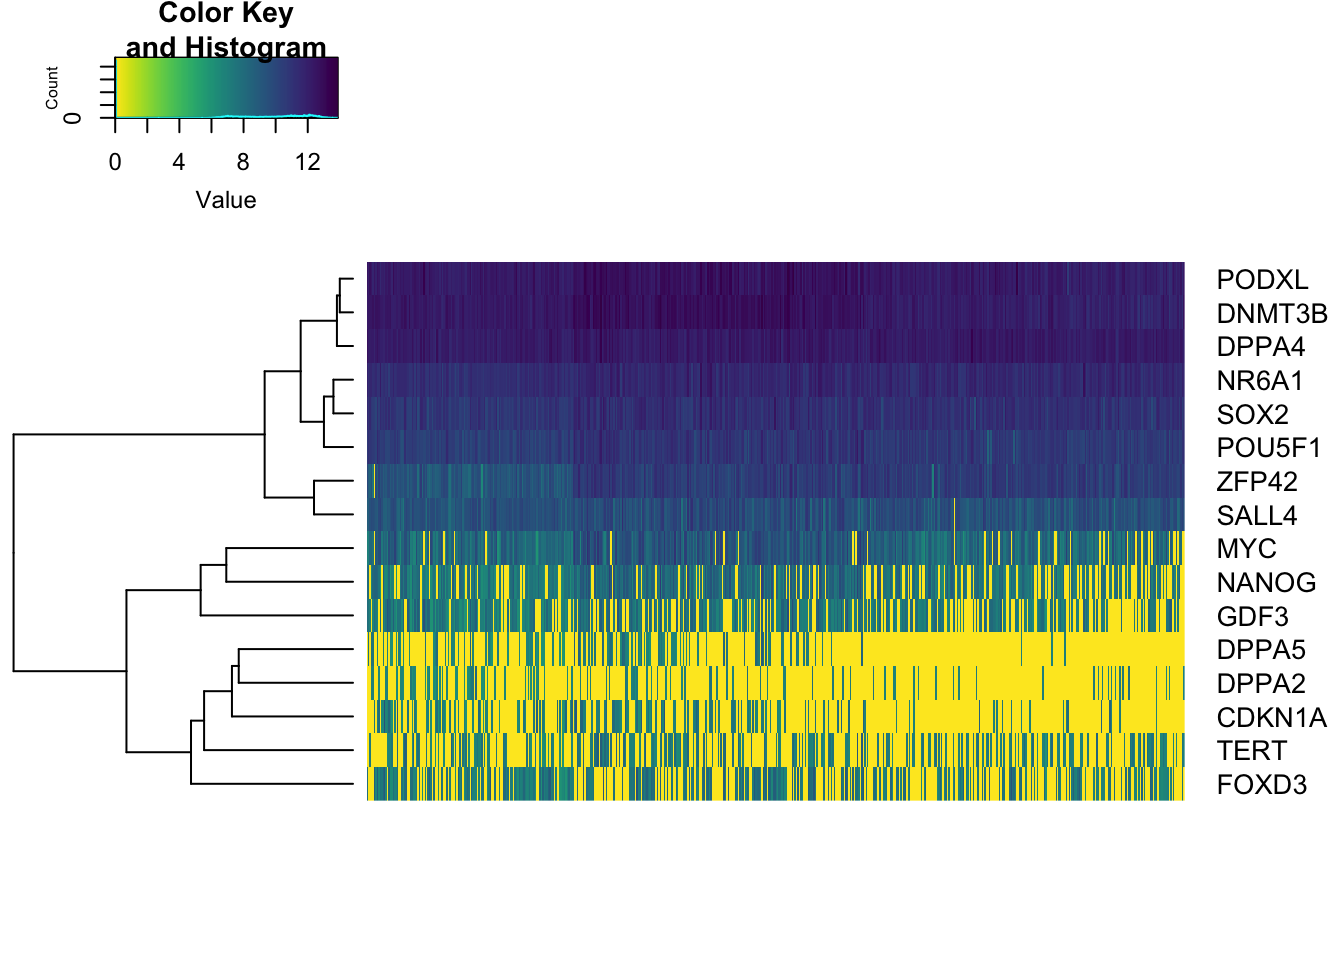 Color Key
and Histogram
Count
0
0 4 8 12
Value
PODXL
DNMT3B
DPPA4
NR6A1
SOX2
POU5F1
ZFP42
SALL4
MYC
NANOG
GDF3
DPPA5
DPPA2
CDKN1A
TERT
FOXD3